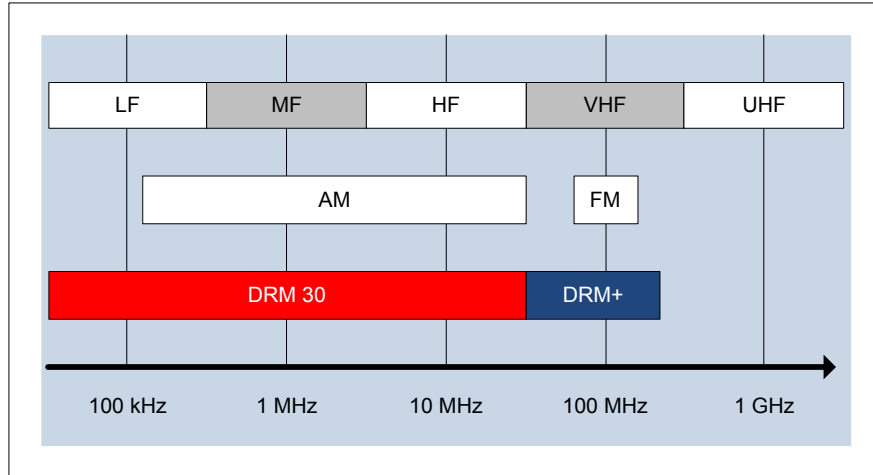 LF MF HF VHF UHF
AM FM
DRM 30 DRM+
100 kHz 1 MHz 10 MHz 100 MHz 1 GHz